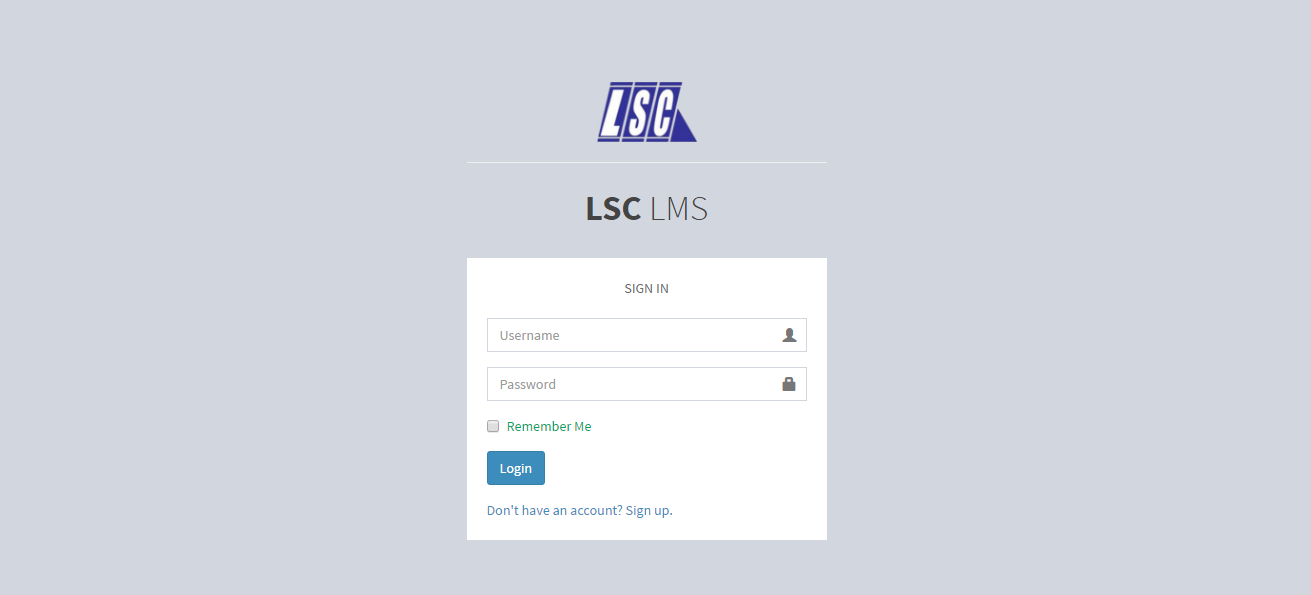 LSC
LSC LMS
SIGN IN
Username
Password
Remember Me
Login
Don't have an account? Sign up.